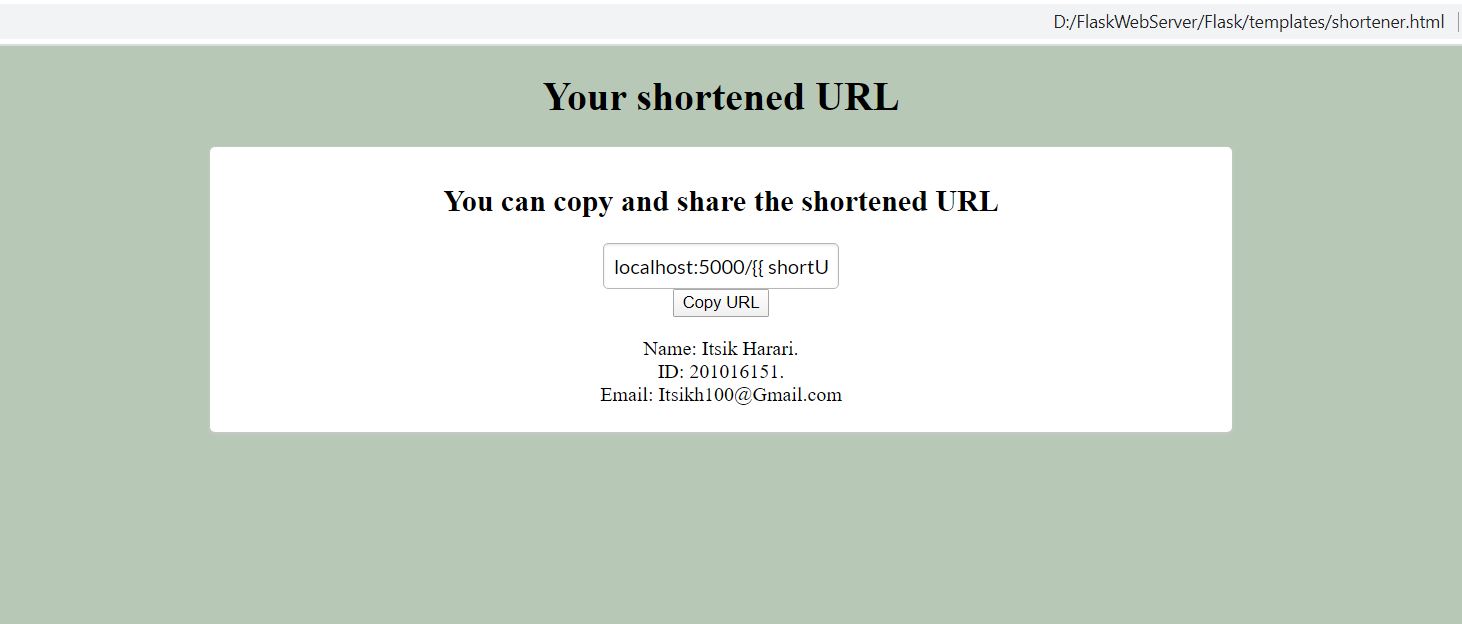 D:/FlaskWebServer/Flask/templates/shortener.html
Your shortened URL
You can copy and share the shortened URL
localhost:5000/{{ shortU
Copy URL
Name: Itsik Harari.
ID: 201016151.
Email: Itsikh100@Gmail.com